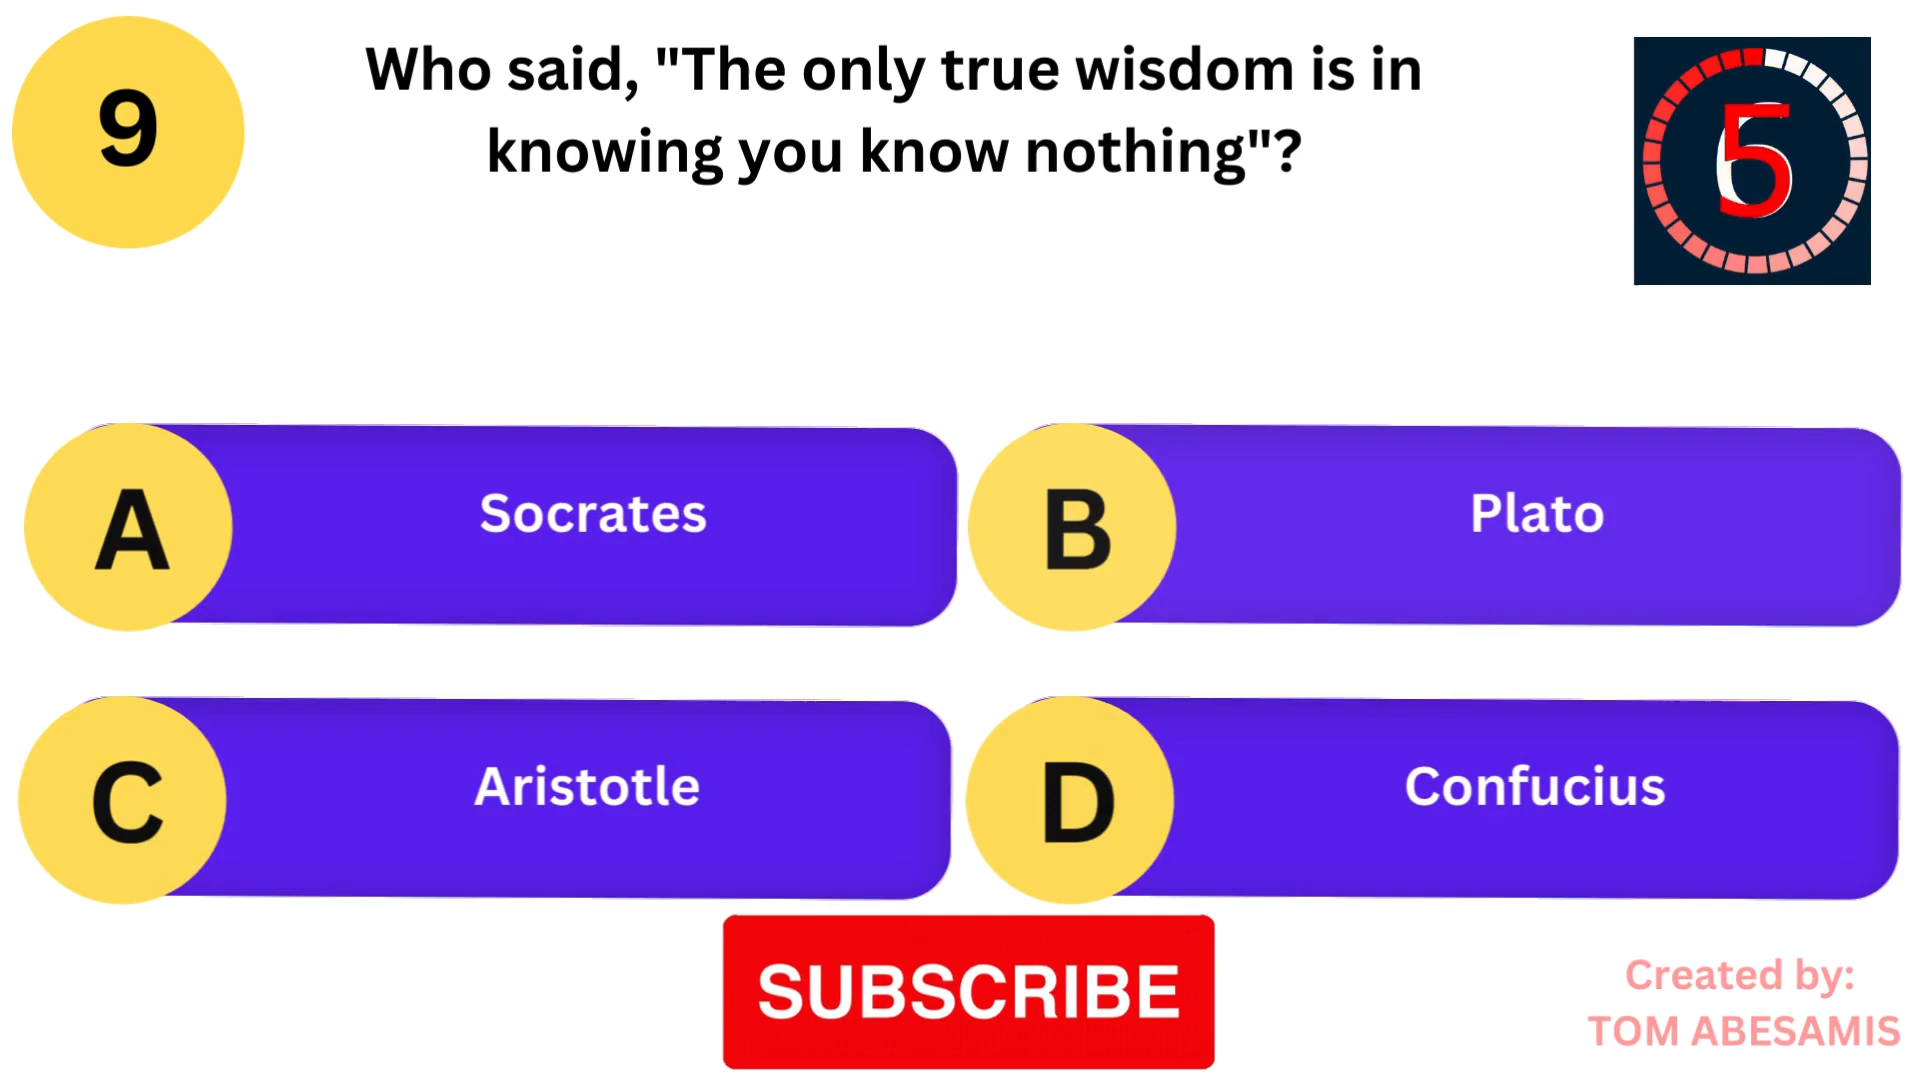 9
Who said, "The only true wisdom is in
knowing you know nothing"?
5
A
Socrates
B
Plato
C
Aristotle
D
Confucius
SUBSCRIBE
Created by:
TOM ABESAMIS